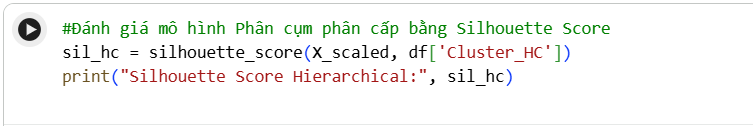 #Đánh giá mô hình Phân cụm phân cấp bằng Silhouette Score
sil_hc = silhouette_score(X_scaled, df['Cluster_HC'])
print("Silhouette Score Hierarchical:", sil_hc)